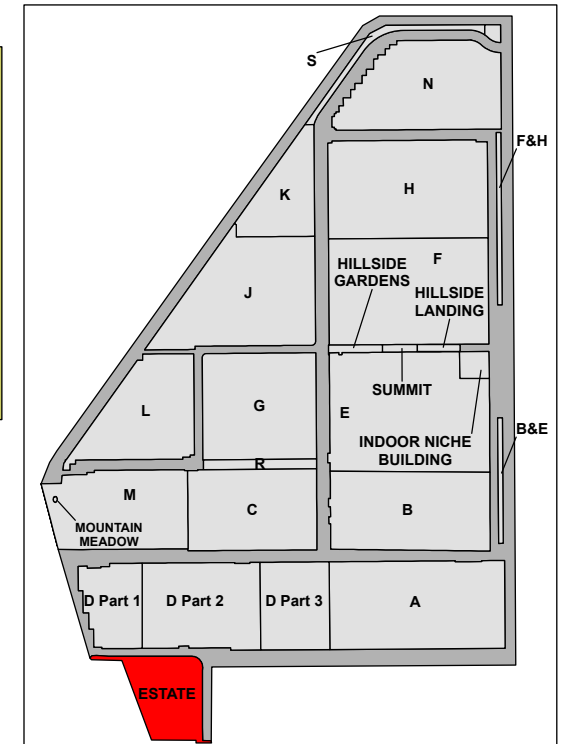 S
N
F&H
K
H
F
HILLSIDE
GARDENS
HILLSIDE
LANDING
J
SUMMIT
L
G
E
INDOOR NICHE
BUILDING
B&E
R
M
C
B
MOUNTAIN
MEADOW
D Part 1
D Part 2
D Part 3
A
ESTATE